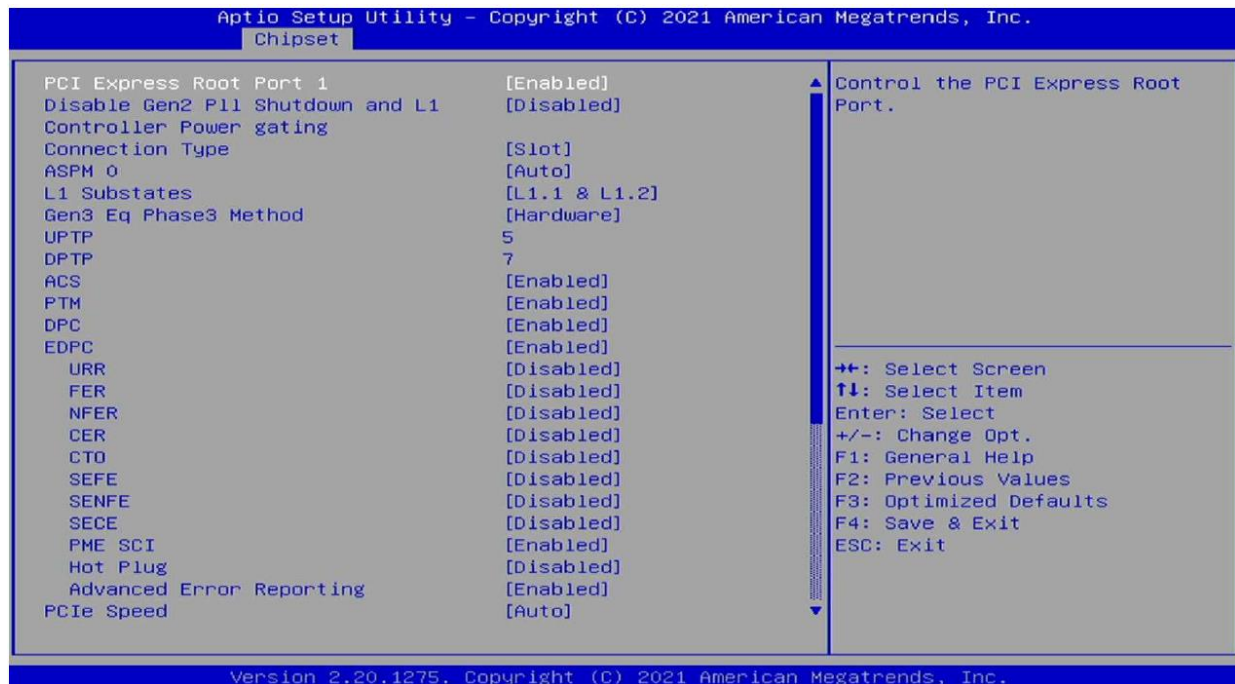 Aptio Setup Utility – Copyright (C) 2021 American Megatrends, Inc.
Chipset
PCI Express Root Port 1 [Enabled]
Disable Gen2 Pll Shutdown and L1 [Disabled]
Controller Power gating
Connection Type [Slot]
ASPM 0 [Auto]
L1 Substates [L1.1 & L1.2]
Gen3 Eq Phase3 Method [Hardware]
UPTP 5
DPTP 7
ACS [Enabled]
PTM [Enabled]
DPC [Enabled]
EDPC [Enabled]
URR [Disabled]
FER [Disabled]
NFER [Disabled]
CER [Disabled]
CTO [Disabled]
SEFE [Disabled]
SENFE [Disabled]
SECE [Disabled]
PME SCI [Enabled]
Hot Plug [Disabled]
Advanced Error Reporting [Enabled]
PCIe Speed [Auto]
Control the PCI Express Root
Port.
→←: Select Screen
↑↓: Select Item
Enter: Select
+/-: Change Opt.
F1: General Help
F2: Previous Values
F3: Optimized Defaults
F4: Save & Exit
ESC: Exit
Version 2.20.1275. Copyright (C) 2021 American Megatrends, Inc.